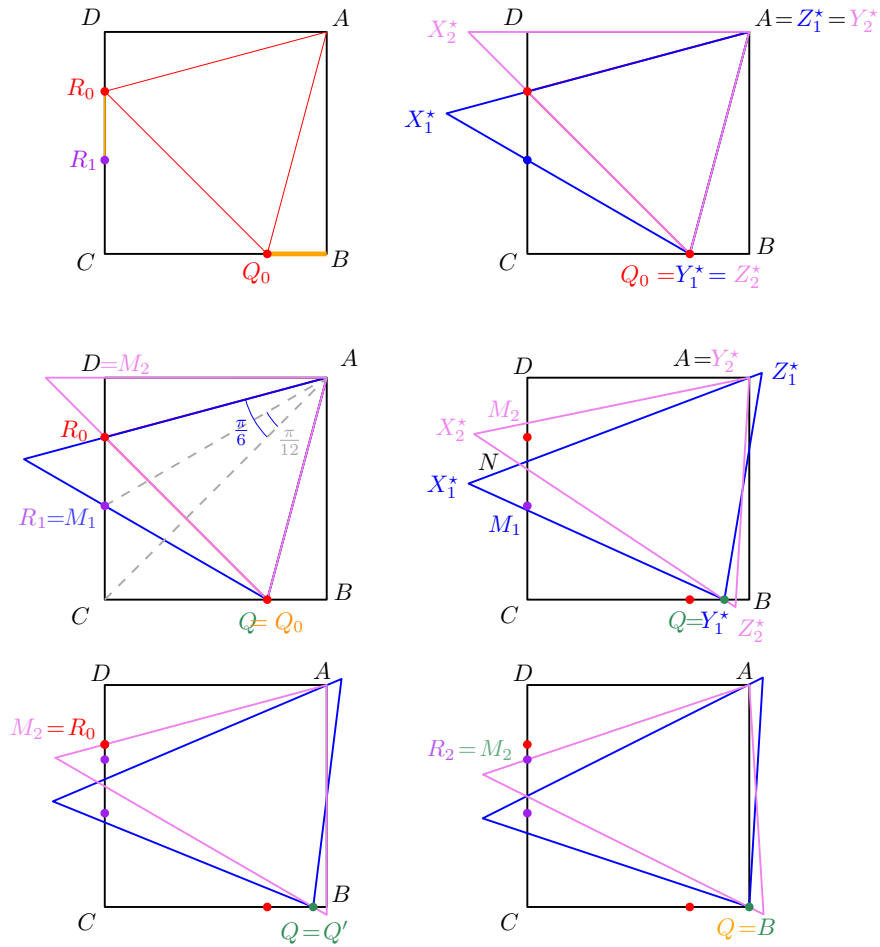 D A
R₀
R₁
C Q₀ B
X₂⋆ D A = Z₁⋆ = Y₂⋆
X₁⋆
C B
Q₀ = Y₁⋆ = Z₂⋆
D = M₂ A
R₀ π/6 π/12
R₁ = M₁
C B
Q = Q₀
D A = Y₂⋆ Z₁⋆
M₂
X₂⋆
N
X₁⋆
M₁
C B
Q = Y₁⋆ Z₂⋆
D A
M₂ = R₀
C B
Q = Q′
D A
R₂ = M₂
C
Q = B